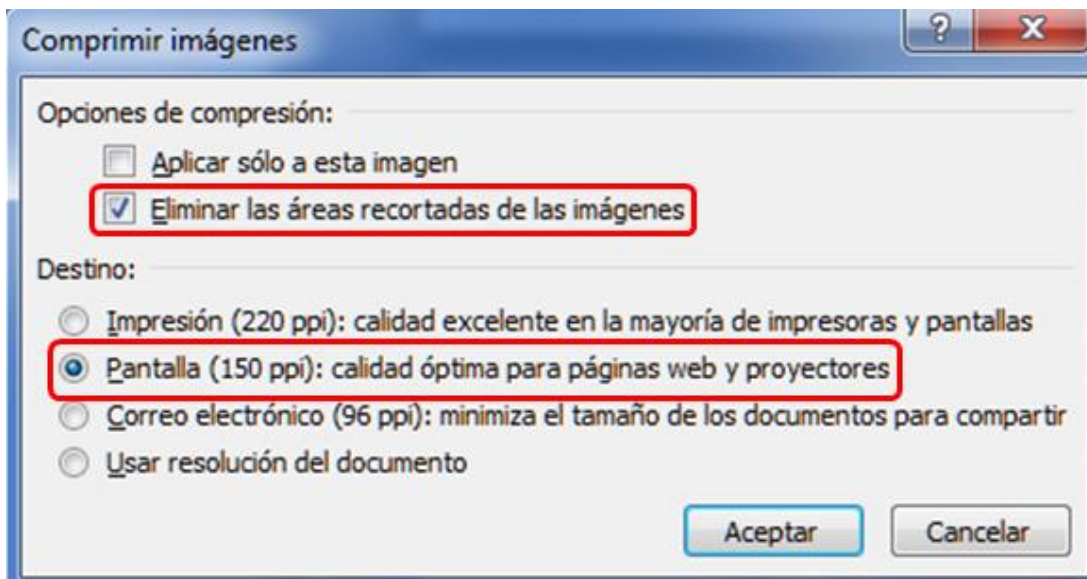 Comprimir imágenes
Opciones de compresión:
Aplicar sólo a esta imagen
Eliminar las áreas recortadas de las imágenes
Destino:
Impresión (220 ppi): calidad excelente en la mayoría de impresoras y pantallas
Pantalla (150 ppi): calidad óptima para páginas web y proyectores
Correo electrónico (96 ppi): minimiza el tamaño de los documentos para compartir
Usar resolución del documento
Aceptar Cancelar